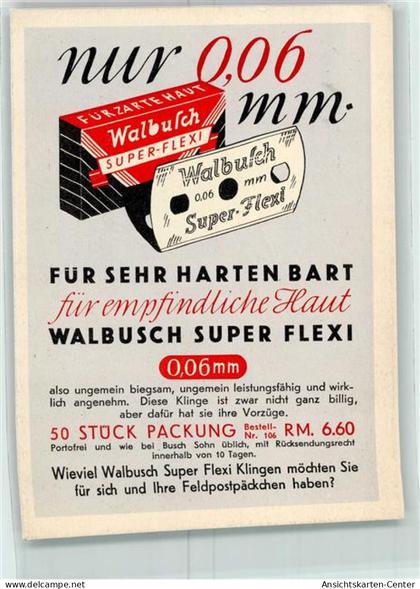 nur 0,06
mm.
FÜR ZARTE HAUT
Walbusch
SUPER-FLEXI
Walbusch
0,06 mm
Super-Flexi
FÜR SEHR HARTEN BART
für empfindliche Haut
WALBUSCH SUPER FLEXI
0,06mm
also ungemein biegsam, ungemein leistungsfähig und wirk-
lich angenehm. Diese Klinge ist zwar nicht ganz billig,
aber dafür hat sie ihre Vorzüge.
50 STÜCK PACKUNG Bestell-Nr. 106 RM. 6.60
Portofrei und wie bei Busch Sohn üblich, mit Rücksendungsrecht
innerhalb von 10 Tagen.
Wieviel Walbusch Super Flexi Klingen möchten Sie
für sich und Ihre Feldpostpäckchen haben?
www.delcampe.net
Ansichtskarten-Center